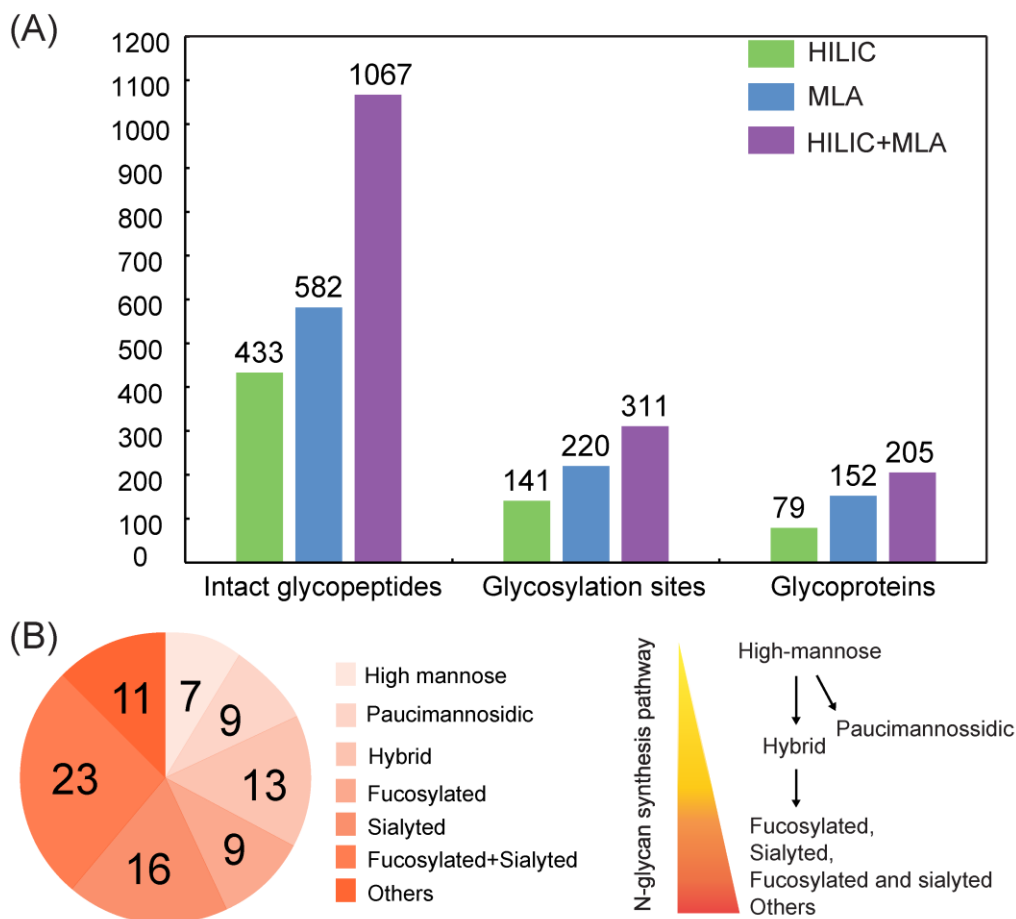 (A)
1200
1100
1000
900
800
700
600
500
400
300
200
100
0
433
582
1067
141
220
311
79
152
205
HILIC
MLA
HILIC+MLA
Intact glycopeptides
Glycosylation sites
Glycoproteins
(B)
7
9
13
9
16
23
11
High mannose
Paucimannosidic
Hybrid
Fucosylated
Sialyted
Fucosylated+Sialyted
Others
N-glycan synthesis pathway
High-mannose
Paucimannossidic
Hybrid
Fucosylated,
Sialyted,
Fucosylated and sialyted
Others